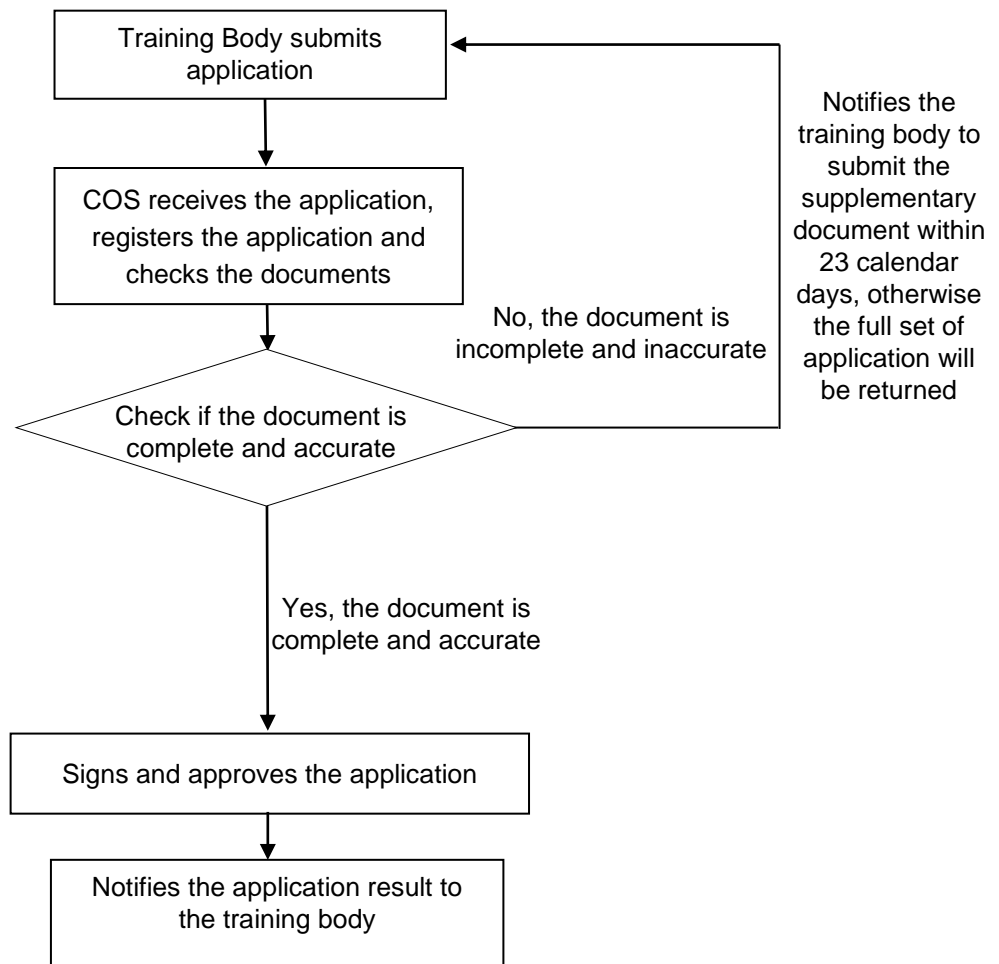 Training Body submits
application
COS receives the application,
registers the application and
checks the documents
Notifies the
training body to
submit the
supplementary
document within
23 calendar
days, otherwise
the full set of
application will
be returned
No, the document is
incomplete and inaccurate
Check if the document is
complete and accurate
Yes, the document is
complete and accurate
Signs and approves the application
Notifies the application result to
the training body